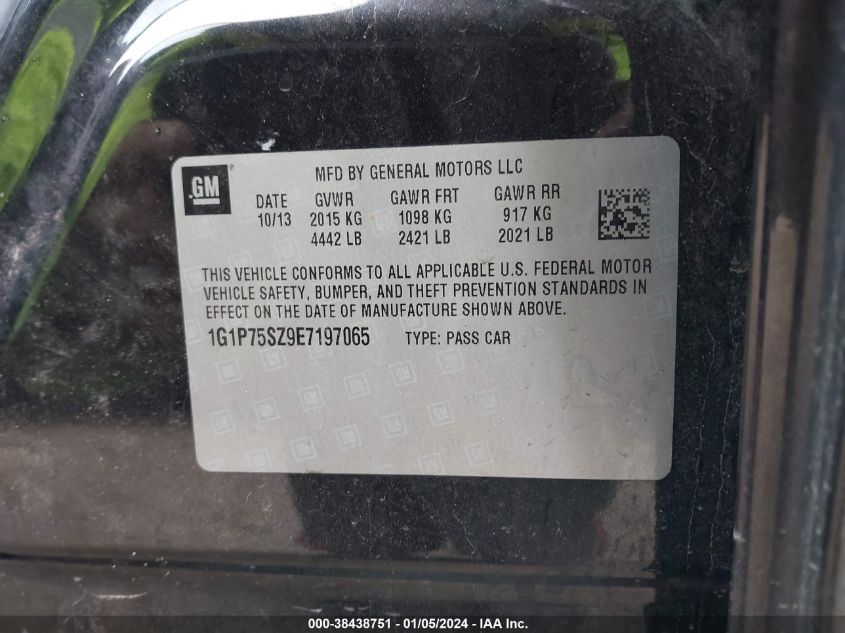 GM
MFD BY GENERAL MOTORS LLC
DATE GVWR GAWR FRT GAWR RR
10/13 2015 KG 1098 KG 917 KG
4442 LB 2421 LB 2021 LB
THIS VEHICLE CONFORMS TO ALL APPLICABLE U.S. FEDERAL MOTOR
VEHICLE SAFETY, BUMPER, AND THEFT PREVENTION STANDARDS IN
EFFECT ON THE DATE OF MANUFACTURE SHOWN ABOVE.
1G1P75SZ9E7197065 TYPE: PASS CAR
000-38438751 - 01/05/2024 - IAA Inc.